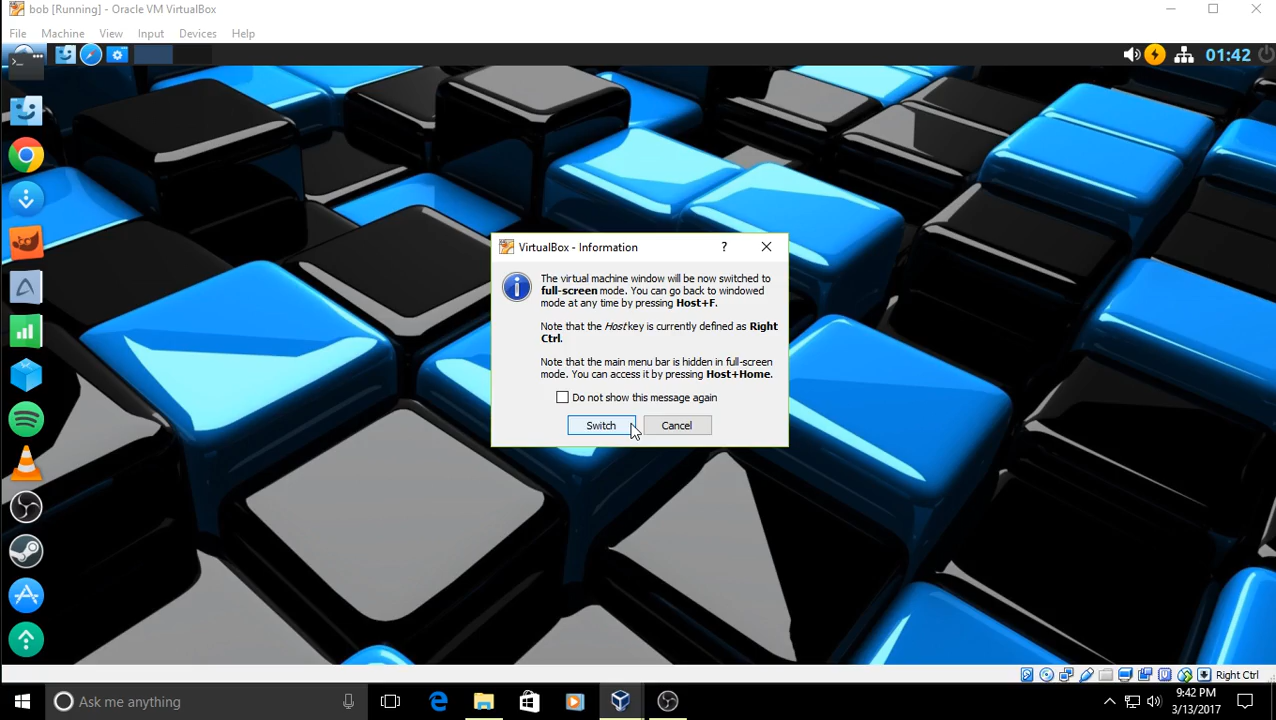 bob [Running] - Oracle VM VirtualBox
File Machine View Input Devices Help
01:42
VirtualBox - Information
?
The virtual machine window will be now switched to
full-screen mode. You can go back to windowed
mode at any time by pressing Host+F.
Note that the Host key is currently defined as Right
Ctrl.
Note that the main menu bar is hidden in full-screen
mode. You can access it by pressing Host+Home.
Do not show this message again
Switch Cancel
Right Ctrl
Ask me anything
9:42 PM
3/13/2017